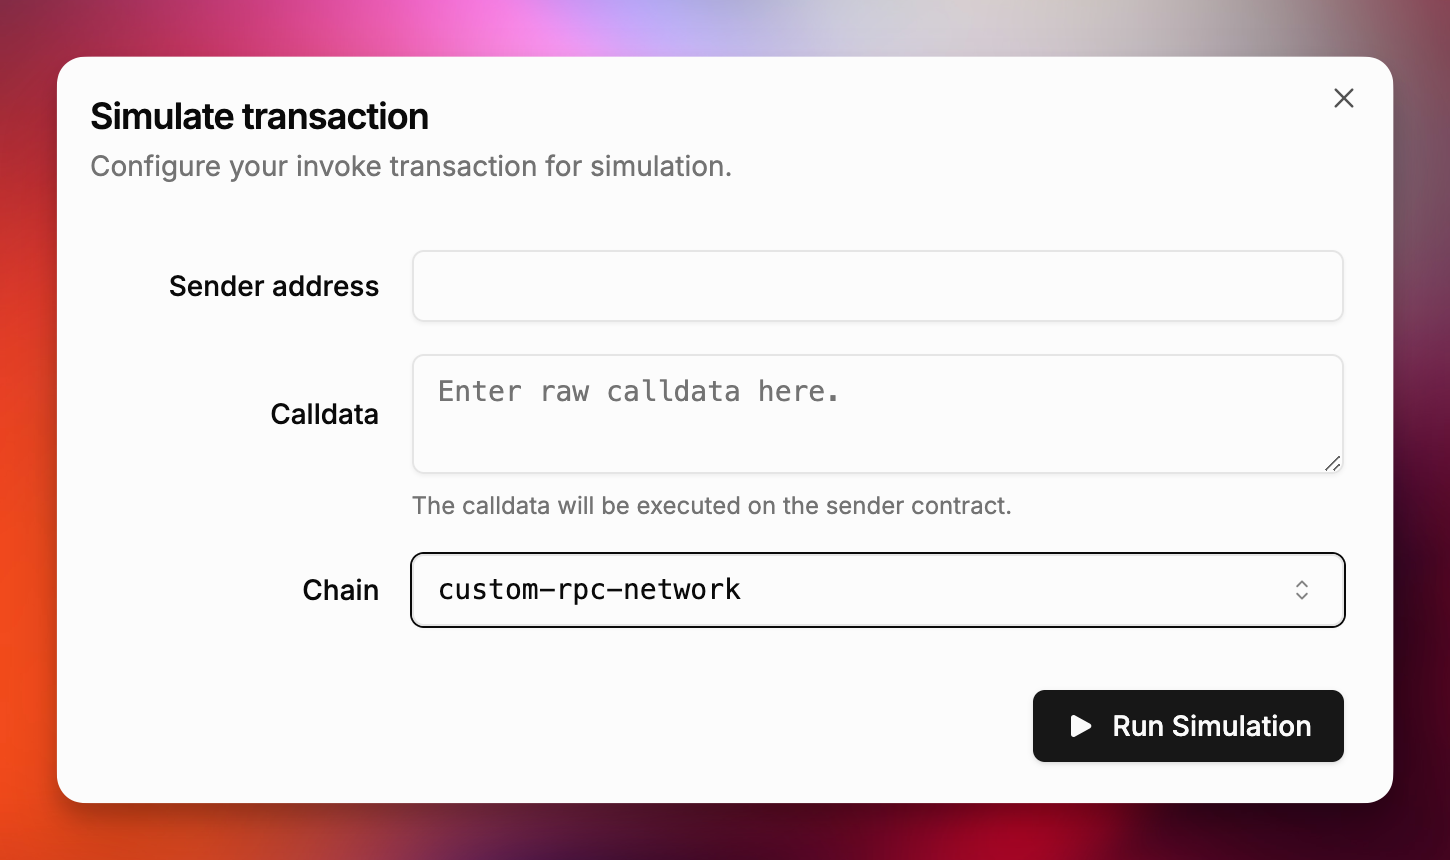 Simulate transaction
Configure your invoke transaction for simulation.
Sender address
Calldata
Enter raw calldata here.
The calldata will be executed on the sender contract.
Chain
custom-rpc-network
Run Simulation